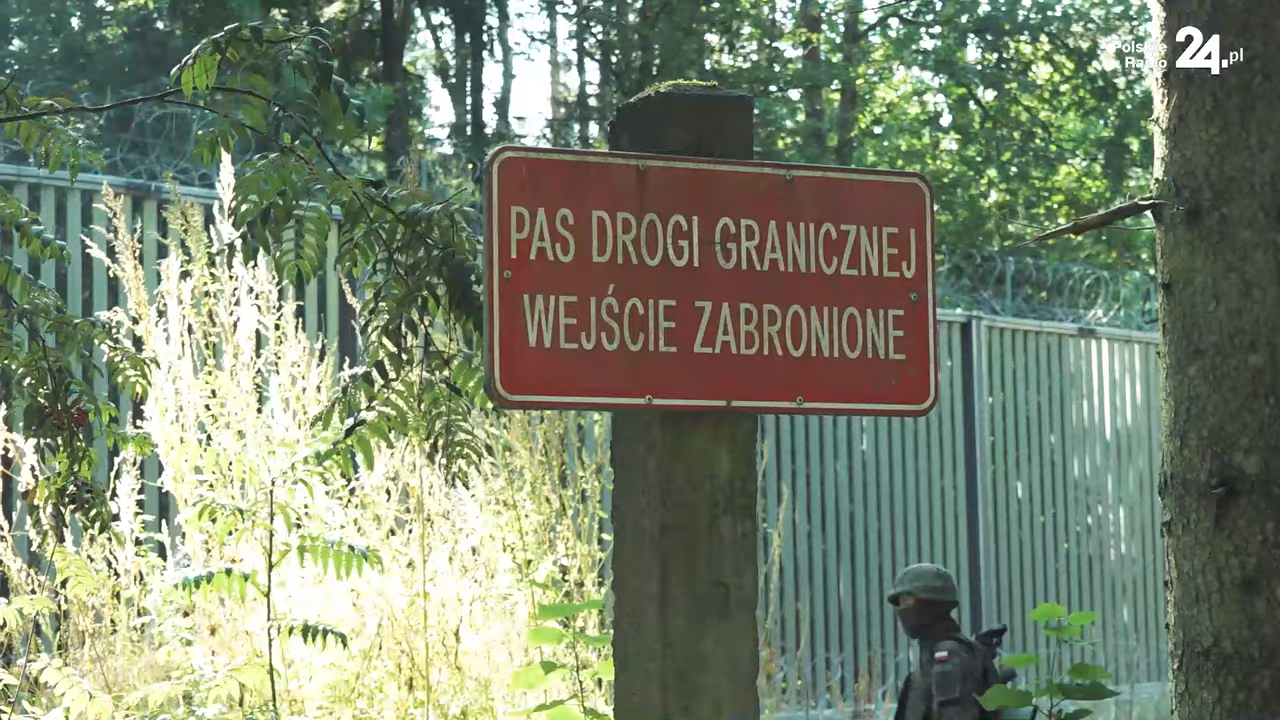 Polskie
Radio 24.pl
PAS DROGI GRANICZNEJ
WEJŚCIE ZABRONIONE